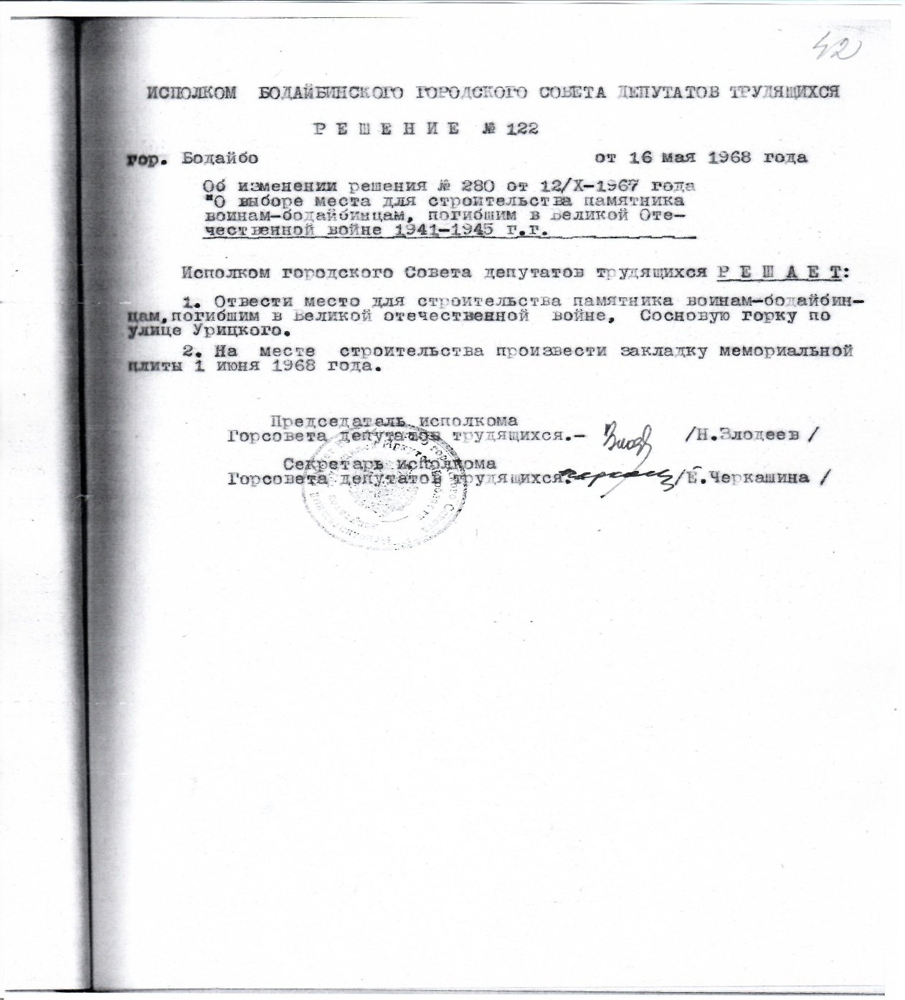 42
ИСПОЛКОМ БОДАЙБИНСКОГО ГОРОДСКОГО СОВЕТА ДЕПУТАТОВ ТРУДЯЩИХСЯ
Р Е Ш Е Н И Е № 122
гор. Бодайбо от 16 мая 1968 года
Об изменении решения № 280 от 12/X-1967 года
"О выборе места для строительства памятника
воинам-бодайбинцам, погибшим в Великой Оте-
чественной войне 1941-1945 г.г.
Исполком городского Совета депутатов трудящихся Р Е Ш А Е Т:
1. Отвести место для строительства памятника воинам-бодайбин-
цам,погибшим в Великой отечественной войне, Сосновую горку по
улице Урицкого.
2. На месте строительства произвести закладку мемориальной
плиты 1 июня 1968 года.
Председатель исполкома
Горсовета депутатов трудящихся.- /Н.Злодеев /
Секретарь исполкома
Горсовета депутатов трудящихся. /Е.Черкашина /